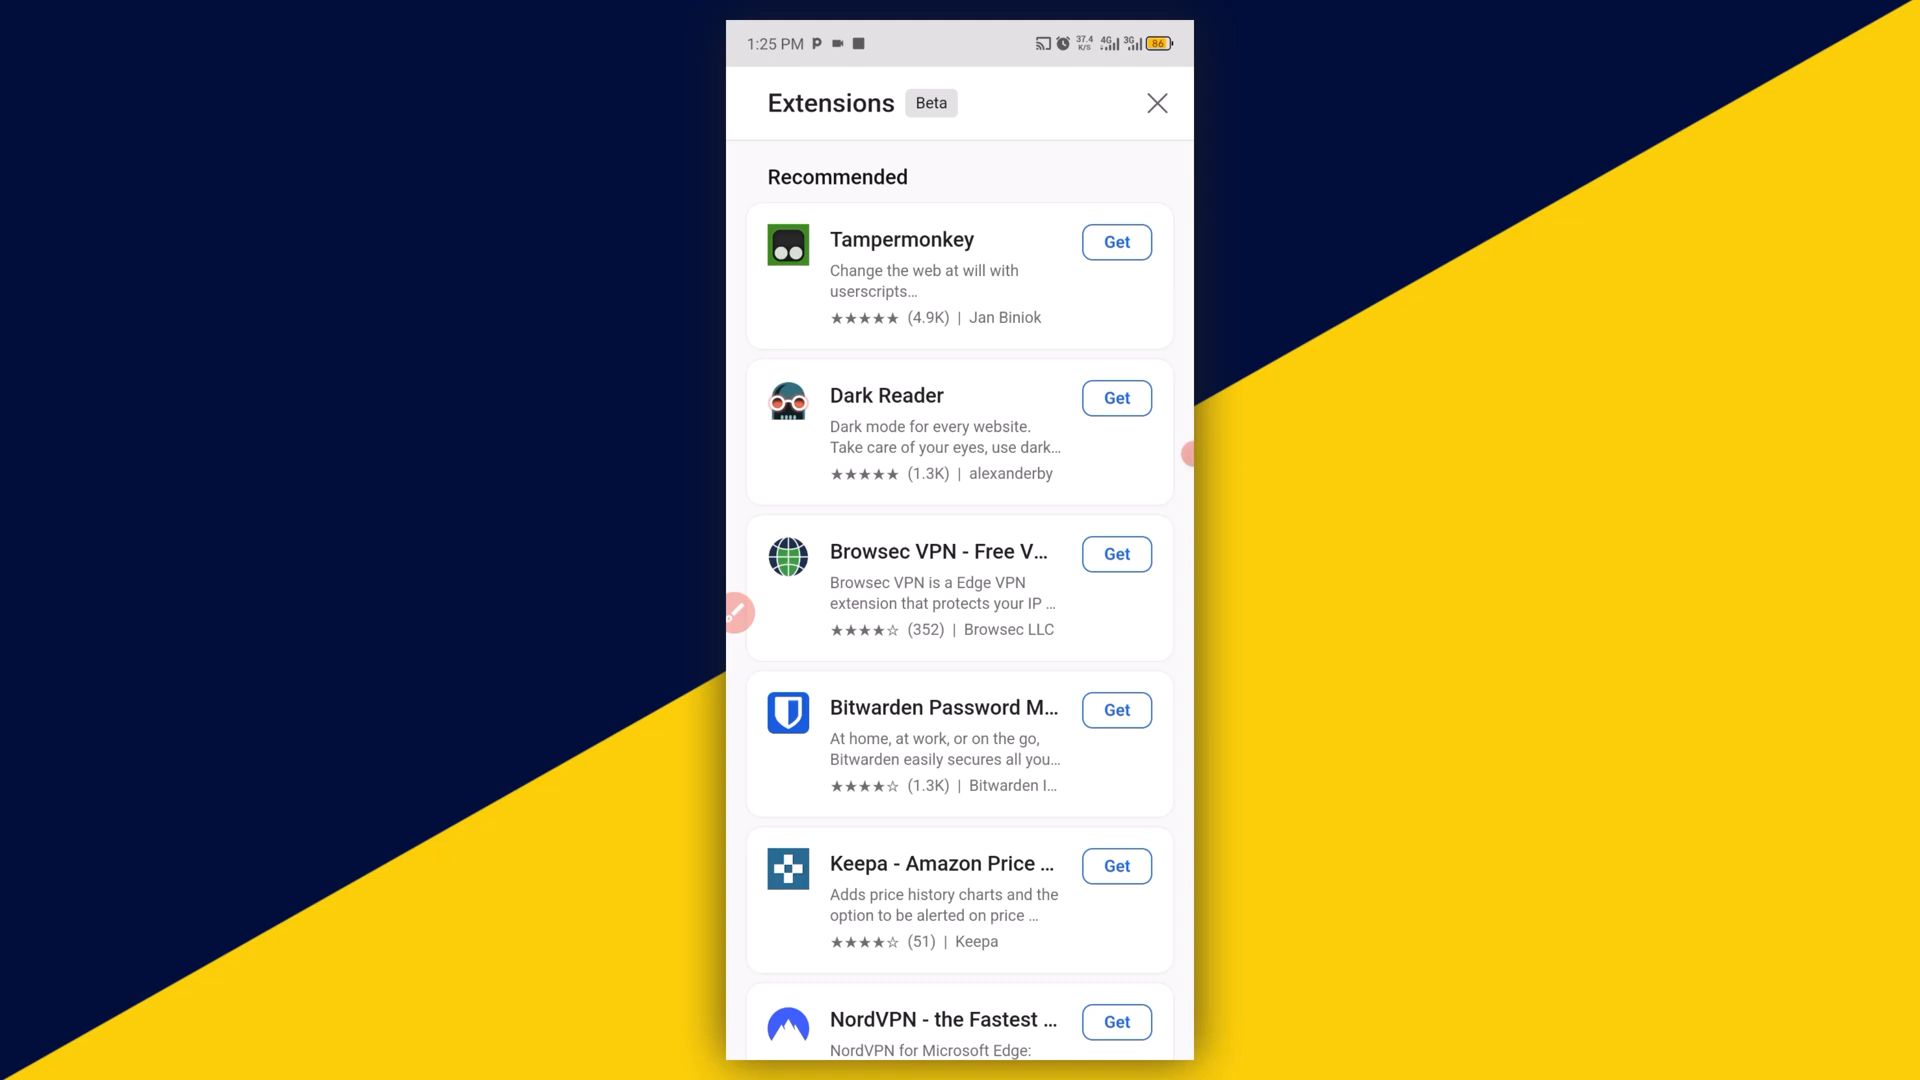 1:25 PM P 37.4 K/S 4G 3G 86
Extensions Beta
Recommended
Tampermonkey
Get
Change the web at will with
userscripts...
★★★★★ (4.9K) | Jan Biniok
Dark Reader
Get
Dark mode for every website.
Take care of your eyes, use dark...
★★★★★ (1.3K) | alexanderby
Browsec VPN - Free V...
Get
Browsec VPN is a Edge VPN
extension that protects your IP ...
★★★★☆ (352) | Browsec LLC
Bitwarden Password M...
Get
At home, at work, or on the go,
Bitwarden easily secures all you...
★★★★☆ (1.3K) | Bitwarden I...
Keepa - Amazon Price ...
Get
Adds price history charts and the
option to be alerted on price ...
★★★★☆ (51) | Keepa
NordVPN - the Fastest ...
Get
NordVPN for Microsoft Edge: